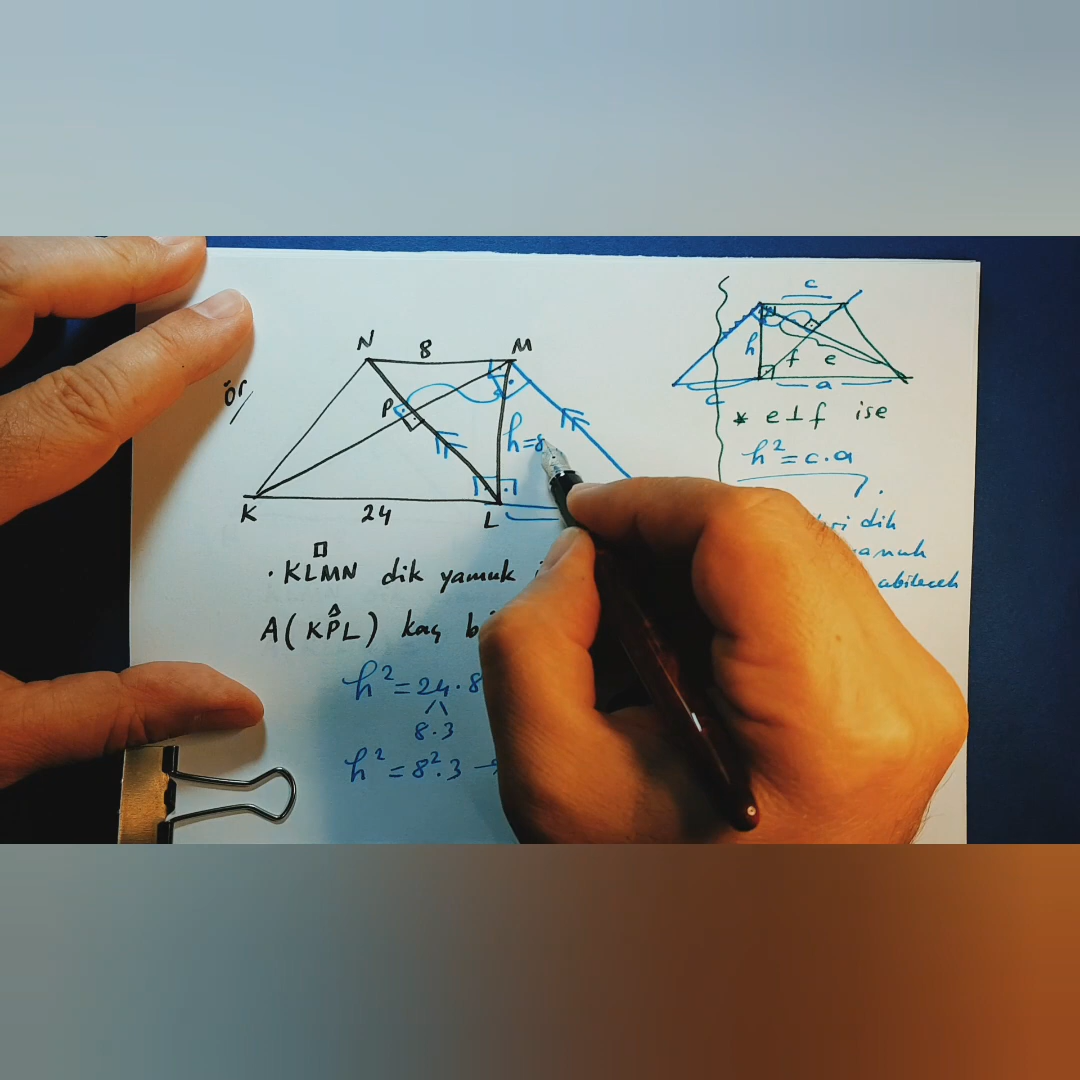 ör
N 8 M
P
h=8
K 24 L
. KLMN dik yamuk
A(KPL) kaç
h²=24.8
8.3
h²=8².3
c
h
f e
c a
* e⊥f ise
h²=c.a
dik